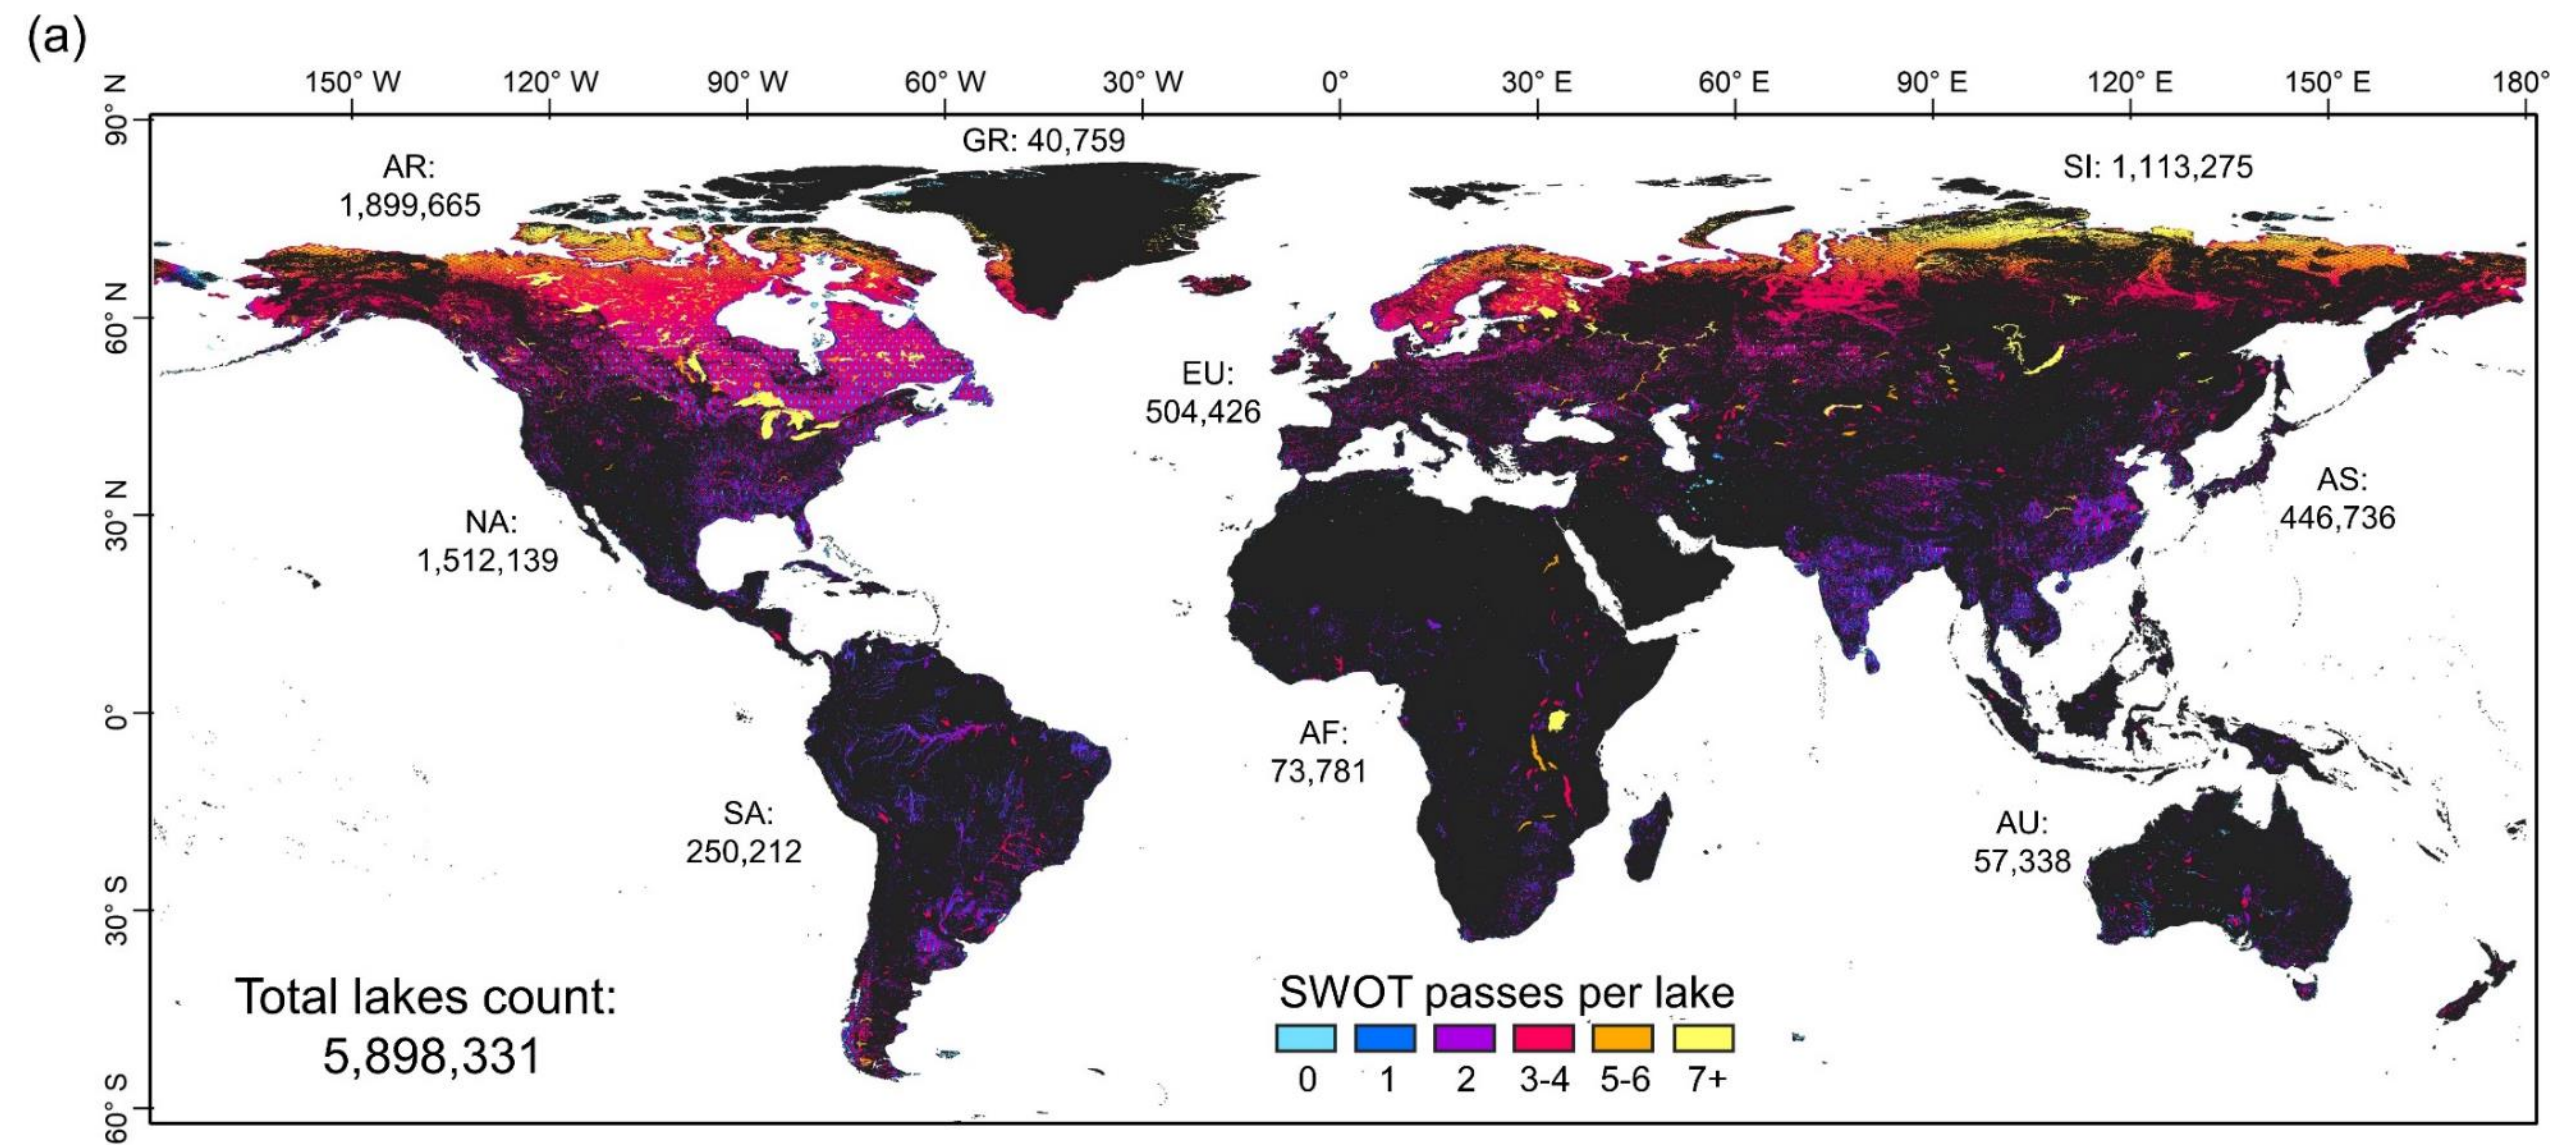 (a)
150° W 120° W 90° W 60° W 30° W 0° 30° E 60° E 90° E 120° E 150° E 180°
90° N
60° N
30° N
0°
30° S
60° S
GR: 40,759
AR:
1,899,665
SI: 1,113,275
EU:
504,426
AS:
446,736
NA:
1,512,139
AF:
73,781
SA:
250,212
AU:
57,338
Total lakes count:
5,898,331
SWOT passes per lake
0 1 2 3-4 5-6 7+